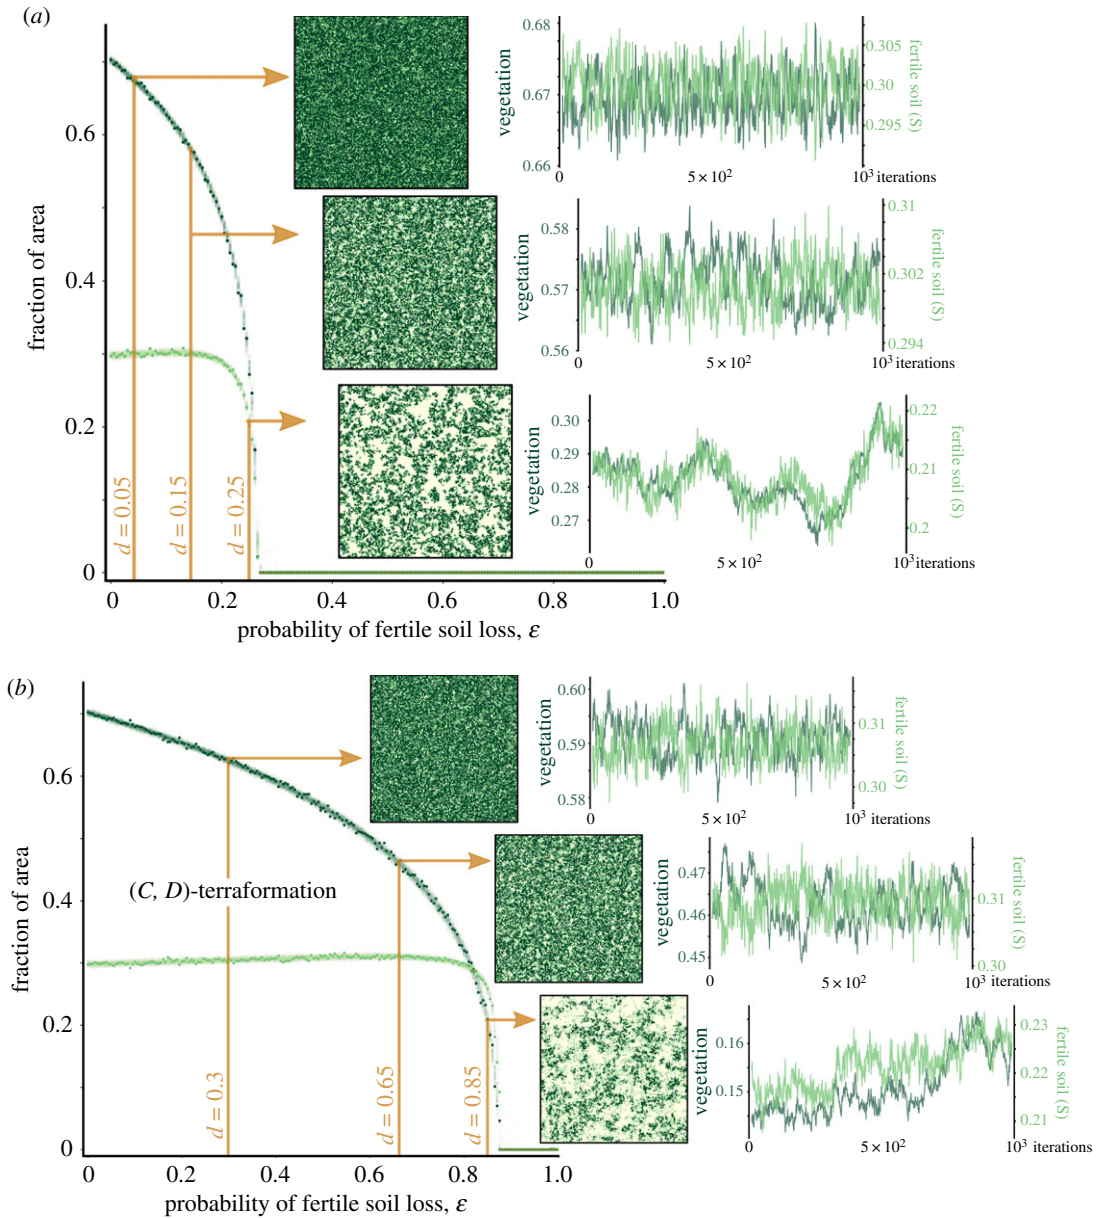 (a)
fraction of area
0.6
0.4
0.2
0
d = 0.05
d = 0.15
d = 0.25
0 0.2 0.4 0.6 0.8 1.0
probability of fertile soil loss, ε
vegetation
0.68
0.67
0.66
0.305
0.30
0.295
fertile soil (S)
0 5 × 10² 10³ iterations
vegetation
0.58
0.57
0.56
0.31
0.302
0.294
fertile soil (S)
0 5 × 10² 10³ iterations
vegetation
0.30
0.29
0.28
0.27
0.22
0.21
0.2
fertile soil (S)
0 5 × 10² 10³ iterations
(b)
fraction of area
0.6
0.4
0.2
0
(C, D)-terraformation
d = 0.3
d = 0.65
d = 0.85
0 0.2 0.4 0.6 0.8 1.0
probability of fertile soil loss, ε
vegetation
0.60
0.59
0.58
0.31
0.30
fertile soil (S)
0 5 × 10² 10³ iterations
vegetation
0.47
0.46
0.45
0.31
0.30
fertile soil (S)
0 5 × 10² 10³ iterations
vegetation
0.16
0.15
0.23
0.22
0.21
fertile soil (S)
0 5 × 10² 10³ iterations